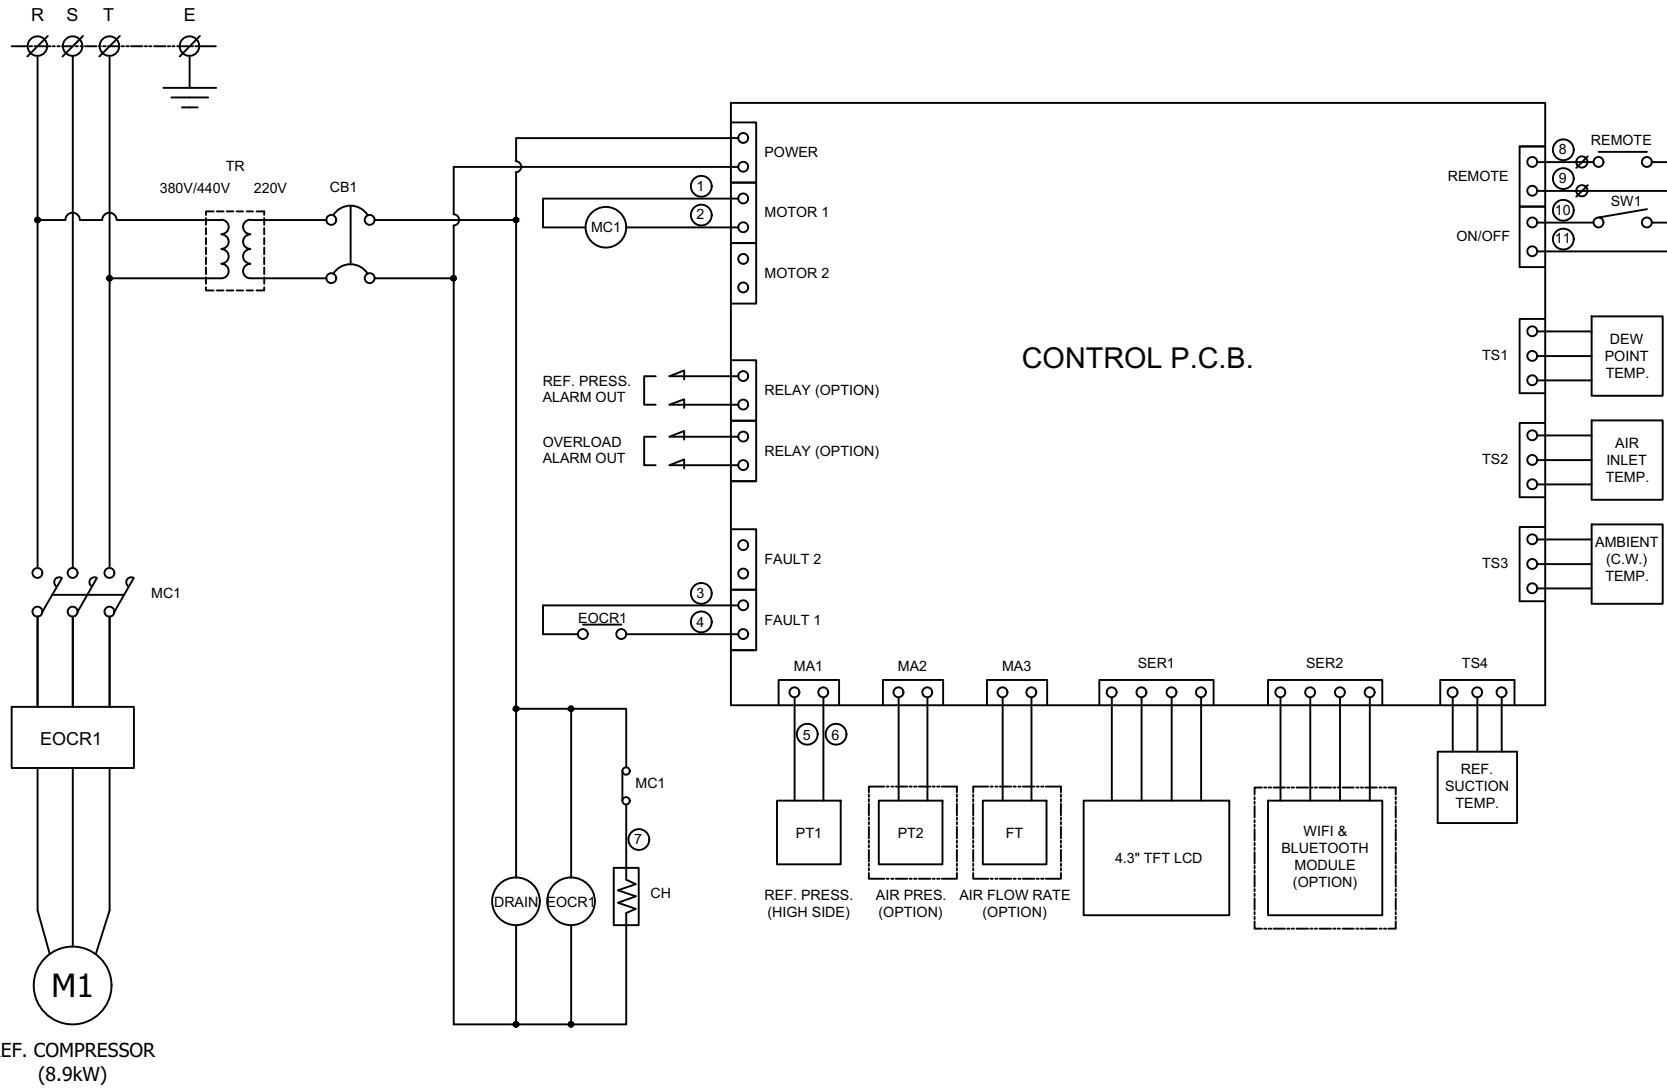 R S T E
TR
380V/440V 220V CB1
POWER
1
2
MOTOR 1
MC1
MOTOR 2
REF. PRESS.
ALARM OUT
RELAY (OPTION)
OVERLOAD
ALARM OUT
RELAY (OPTION)
CONTROL P.C.B.
FAULT 2
3
EOCR1
4
FAULT 1
REMOTE
8
REMOTE
9
10
SW1
ON/OFF
11
TS1
DEW
POINT
TEMP.
TS2
AIR
INLET
TEMP.
TS3
AMBIENT
(C.W.)
TEMP.
MC1
EOCR1
M1
EF. COMPRESSOR
(8.9kW)
MC1
7
DRAIN
EOCR1
CH
MA1
MA2
MA3
SER1
SER2
TS4
5
6
PT1
REF. PRESS.
(HIGH SIDE)
PT2
AIR PRES.
(OPTION)
FT
AIR FLOW RATE
(OPTION)
4.3" TFT LCD
WIFI &
BLUETOOTH
MODULE
(OPTION)
REF.
SUCTION
TEMP.